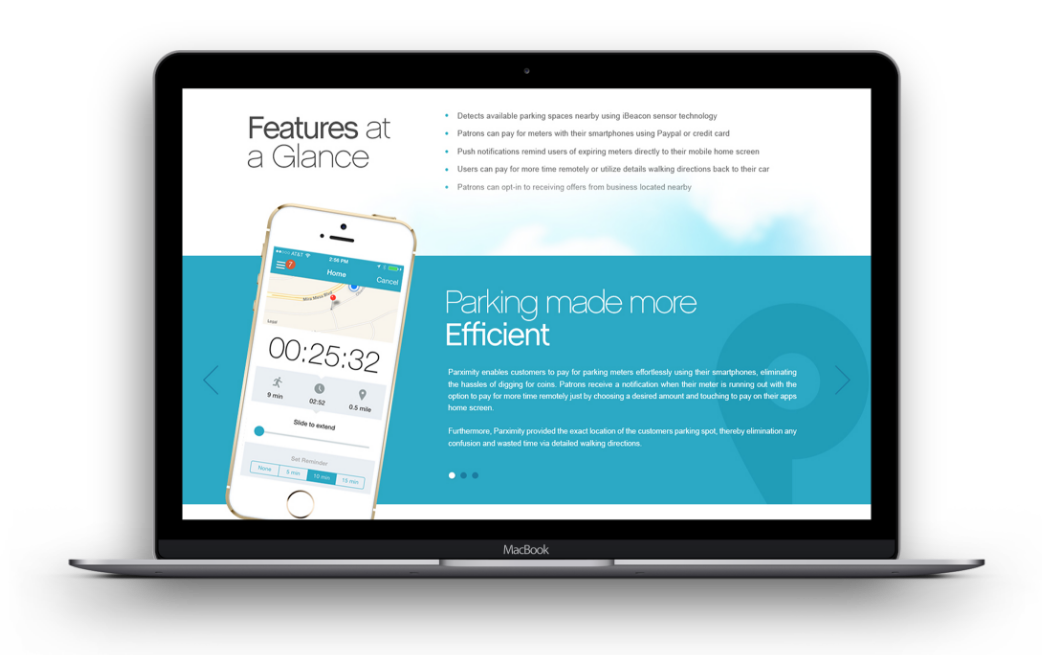 Features at
a Glance
Detects available parking spaces nearby using iBeacon sensor technology
Patrons can pay for meters with their smartphones using Paypal or credit card
Push notifications remind users of expiring meters directly to their mobile home screen
Users can pay for more time remotely or utilize details walking directions back to their car
Patrons can opt-in to receiving offers from business located nearby
AT&T 2:56 PM
7 Home Cancel
Legal
00:25:32
9 min 02:52 0.5 mile
Slide to extend
Set Reminder
None 5 min 10 min 15 min
Parking made more
Efficient
Parximity enables customers to pay for parking meters effortlessly using their smartphones, eliminating
the hassles of digging for coins. Patrons receive a notification when their meter is running out with the
option to pay for more time remotely just by choosing a desired amount and touching to pay on their apps
home screen.
Furthermore, Parximity provided the exact location of the customers parking spot, thereby elimination any
confusion and wasted time via detailed walking directions.
MacBook